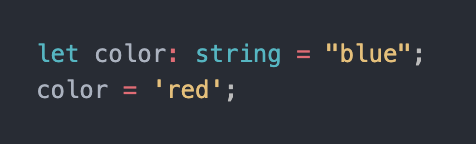 let color: string = "blue";
color = 'red';